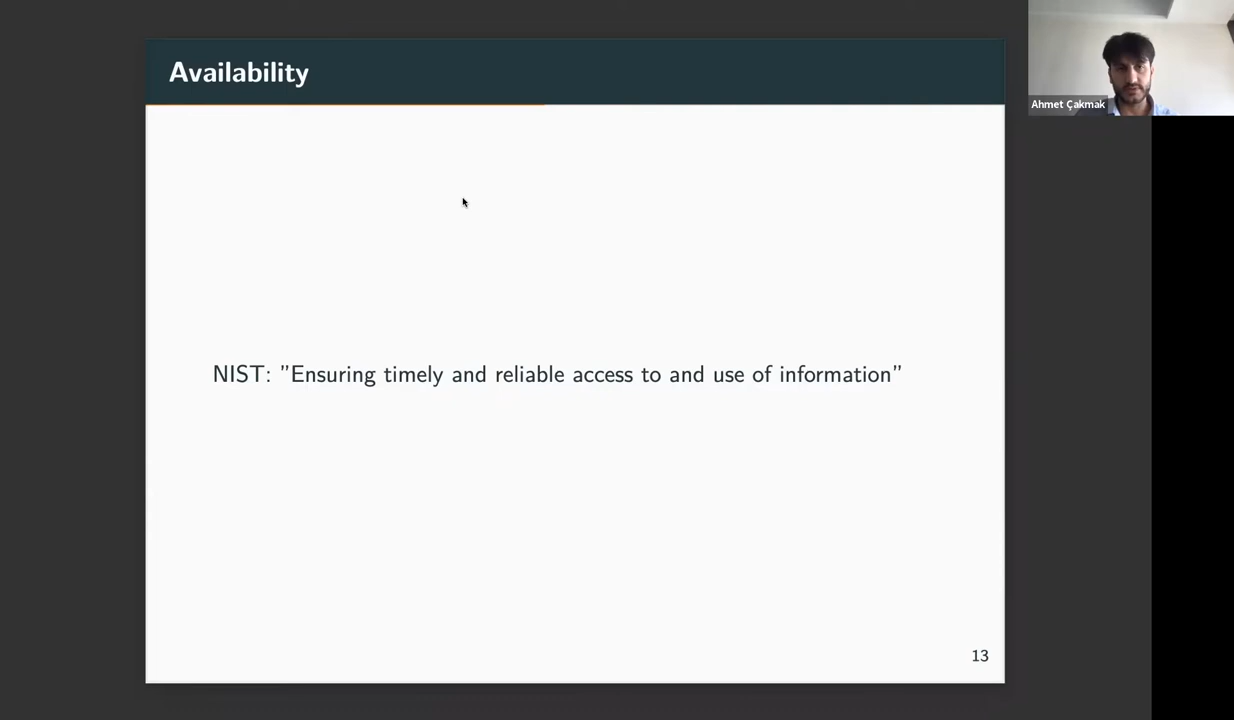 Availability
Ahmet Çakmak
NIST: ”Ensuring timely and reliable access to and use of information”
13